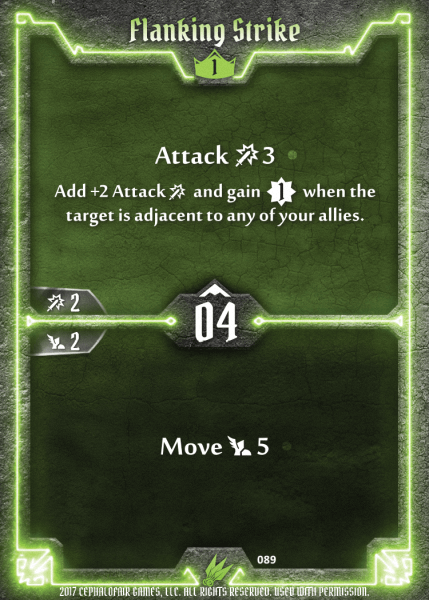 Flanking Strike
1
Attack 3
Add +2 Attack and gain 1 when the
target is adjacent to any of your allies.
2
04
2
Move 5
089
2017 CEPHALOFAIR GAMES, LLC. ALL RIGHTS RESERVED. USED WITH PERMISSION.